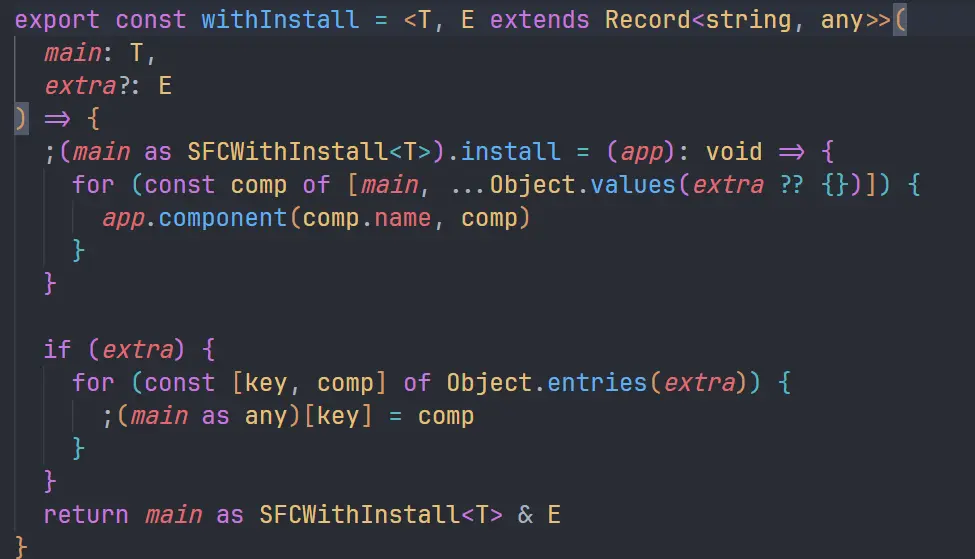 export const withInstall = <T, E extends Record<string, any>>(
  main: T,
  extra?: E
) => {
  ;(main as SFCWithInstall<T>).install = (app): void => {
    for (const comp of [main, ...Object.values(extra ?? {})]) {
      app.component(comp.name, comp)
    }
  }

  if (extra) {
    for (const [key, comp] of Object.entries(extra)) {
      ;(main as any)[key] = comp
    }
  }
  return main as SFCWithInstall<T> & E
}